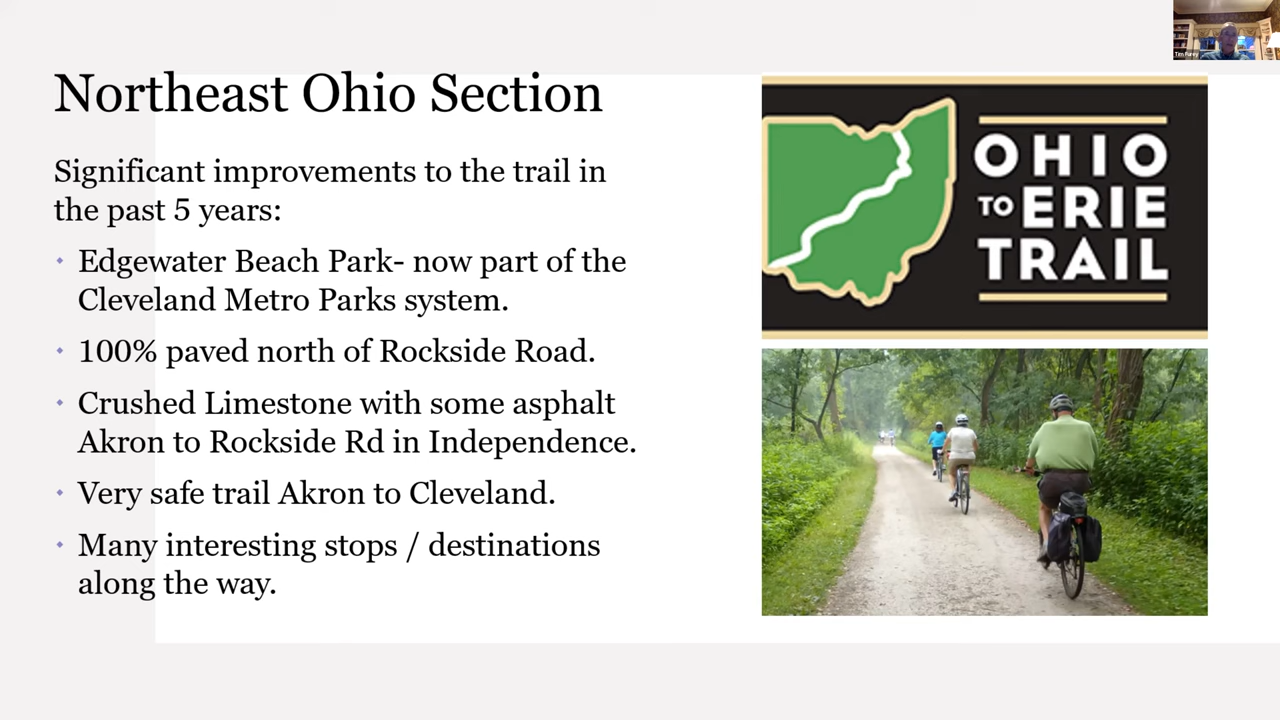 Northeast Ohio Section
Significant improvements to the trail in
the past 5 years:
Edgewater Beach Park- now part of the
Cleveland Metro Parks system.
100% paved north of Rockside Road.
Crushed Limestone with some asphalt
Akron to Rockside Rd in Independence.
Very safe trail Akron to Cleveland.
Many interesting stops / destinations
along the way.
OHIO
TO ERIE
TRAIL